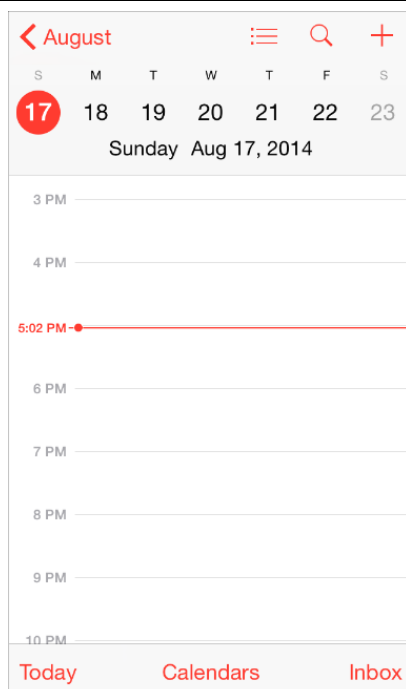 August
S M T W T F S
17 18 19 20 21 22 23
Sunday Aug 17, 2014
3 PM
4 PM
5:02 PM
6 PM
7 PM
8 PM
9 PM
10 PM
Today Calendars Inbox